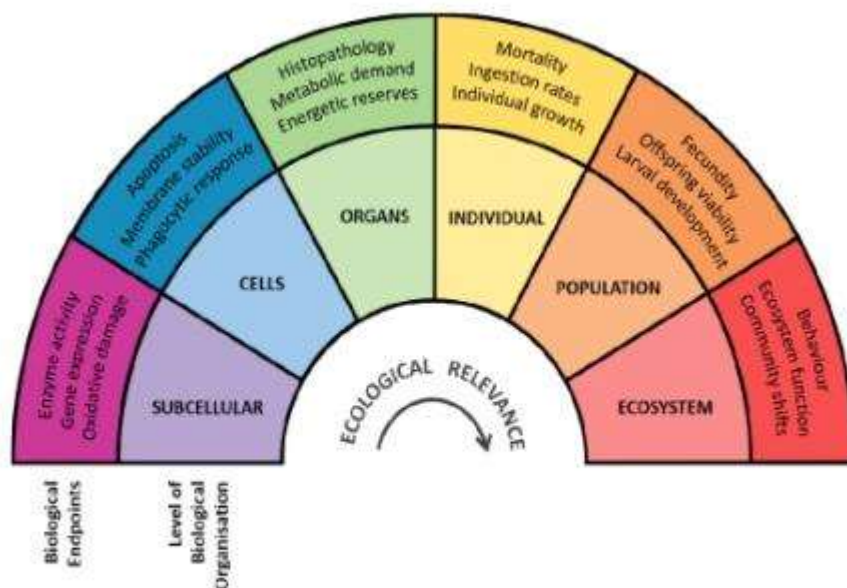 Enzyme activity
Gene expression
Oxidative damage
SUBCELLULAR
Apoptosis
Membrane stability
Phagocytic response
CELLS
Histopathology
Metabolic demand
Energetic reserves
ORGANS
Mortality
Ingestion rates
Individual growth
INDIVIDUAL
Fecundity
Offspring viability
Larval development
POPULATION
Behaviour
Ecosystem function
Community shifts
ECOSYSTEM
ECOLOGICAL RELEVANCE
Biological
Endpoints
Level of
Biological
Organisation